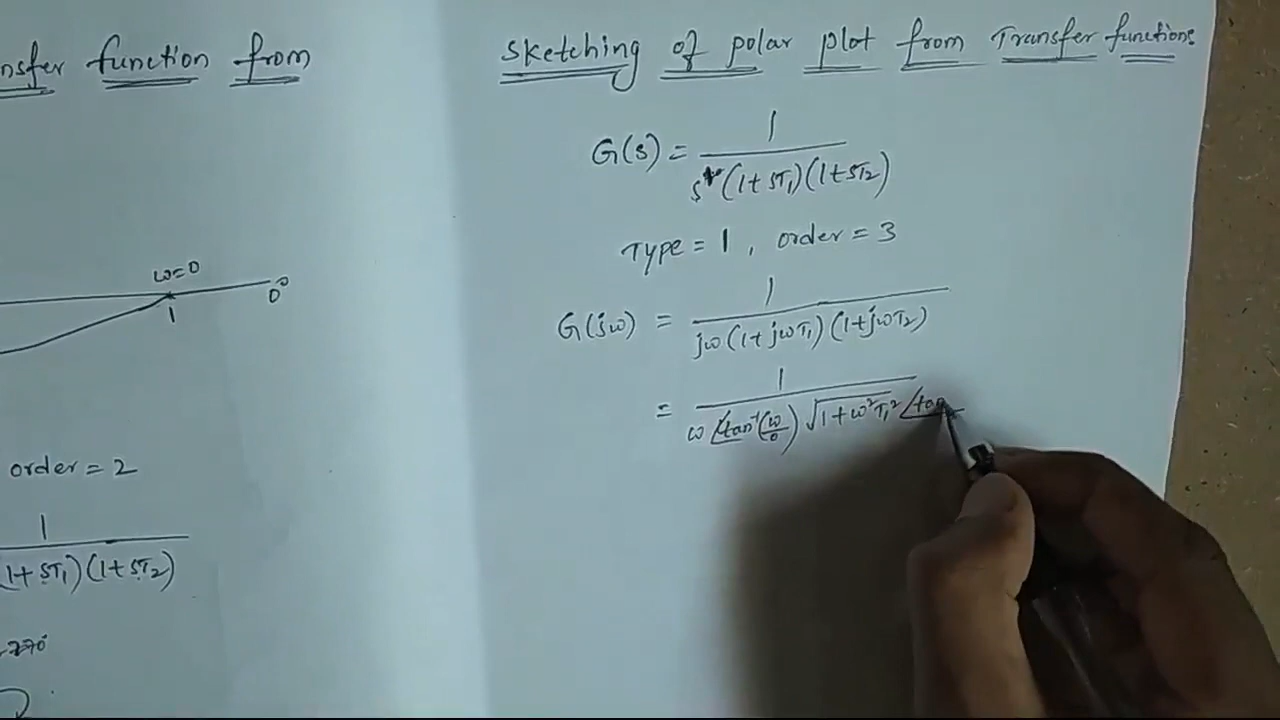 nsfer function from
ω=0
0°
1
order = 2
1
(1+ST₁)(1+ST₂)
-270°
Sketching of polar plot from Transfer functions
G(s) = 1 / s(1+ST₁)(1+ST₂)
Type = 1, order = 3
G(jω) = 1 / jω(1+jωT₁)(1+jωT₂)
= 1 / ω∠tan⁻¹(ω/0) √1+ω²T₁² ∠tan